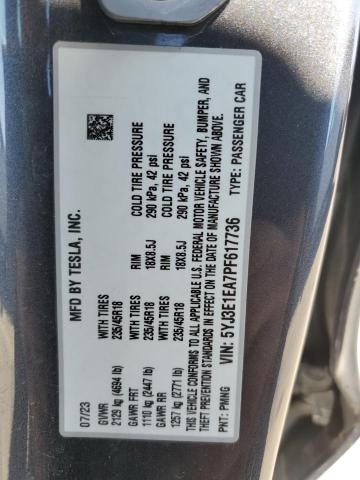 MFD BY TESLA, INC.
07/23
GVWR
2129 kg (4694 lb) 235/45R18 RIM 18X8.5J COLD TIRE PRESSURE 290 kPa, 42 psi
GAWR FRT
1110 kg (2447 lb) 235/45R18 RIM 18X8.5J COLD TIRE PRESSURE 290 kPa, 42 psi
GAWR RR
1257 kg (2771 lb) 235/45R18
THIS VEHICLE CONFORMS TO ALL APPLICABLE U.S. FEDERAL MOTOR VEHICLE SAFETY, BUMPER, AND
THEFT PREVENTION STANDARDS IN EFFECT ON THE DATE OF MANUFACTURE SHOWN ABOVE.
VIN: 5YJ3E1EA7PF617736 TYPE: PASSENGER CAR
PNT: PMNG